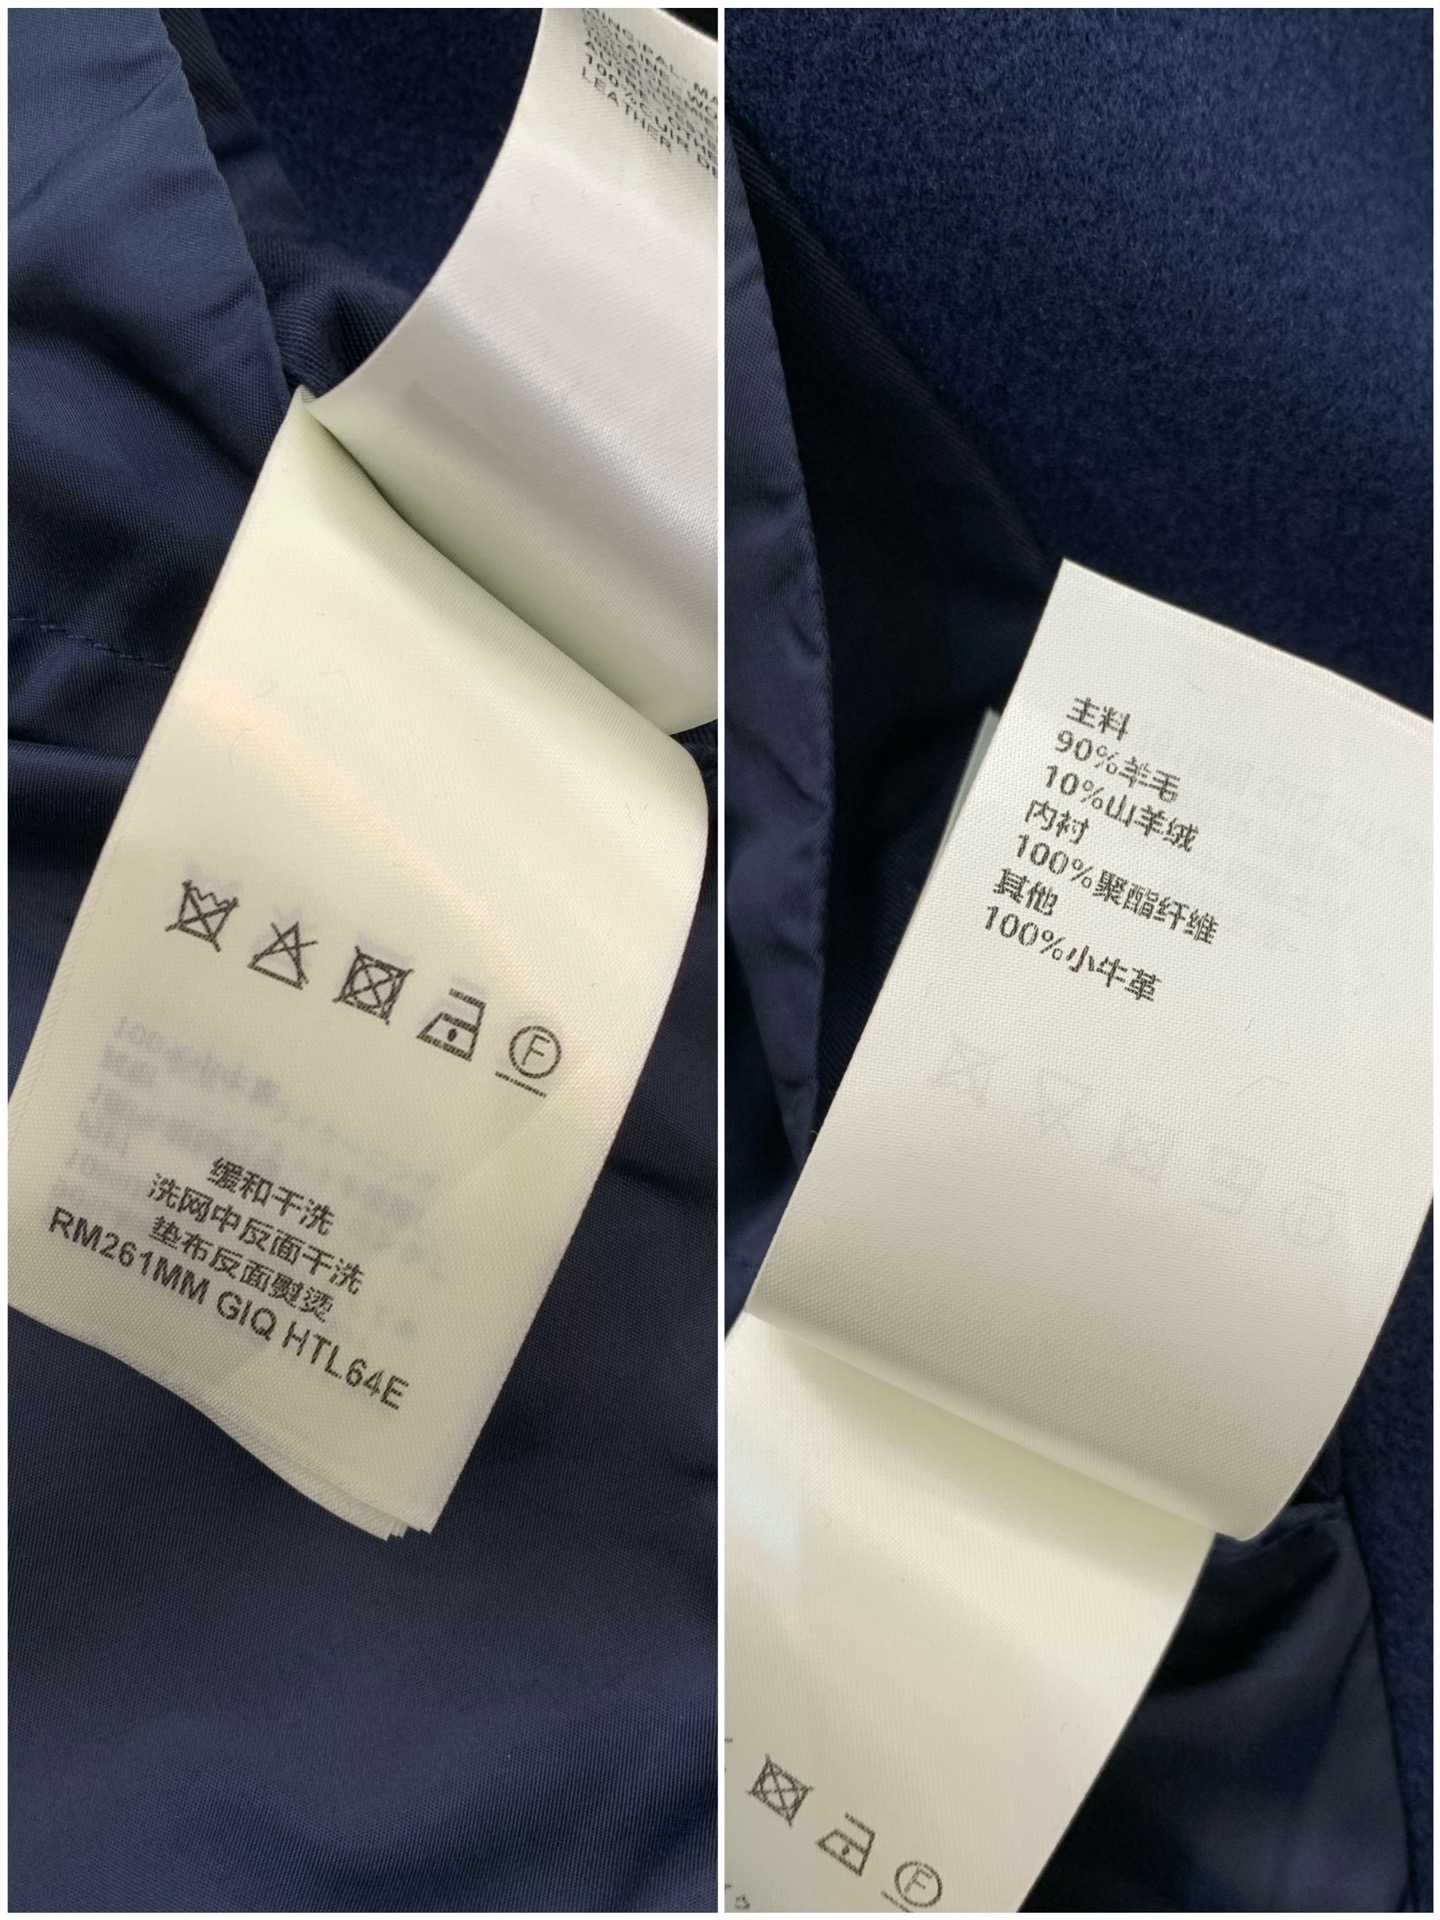 100%
LEATHER
缓和干洗
洗网中反面干洗
垫布反面熨烫
RM261MM GIQ HTL64E
主料
90%羊毛
10%山羊绒
内衬
100%聚酯纤维
其他
100%小牛革
F
F